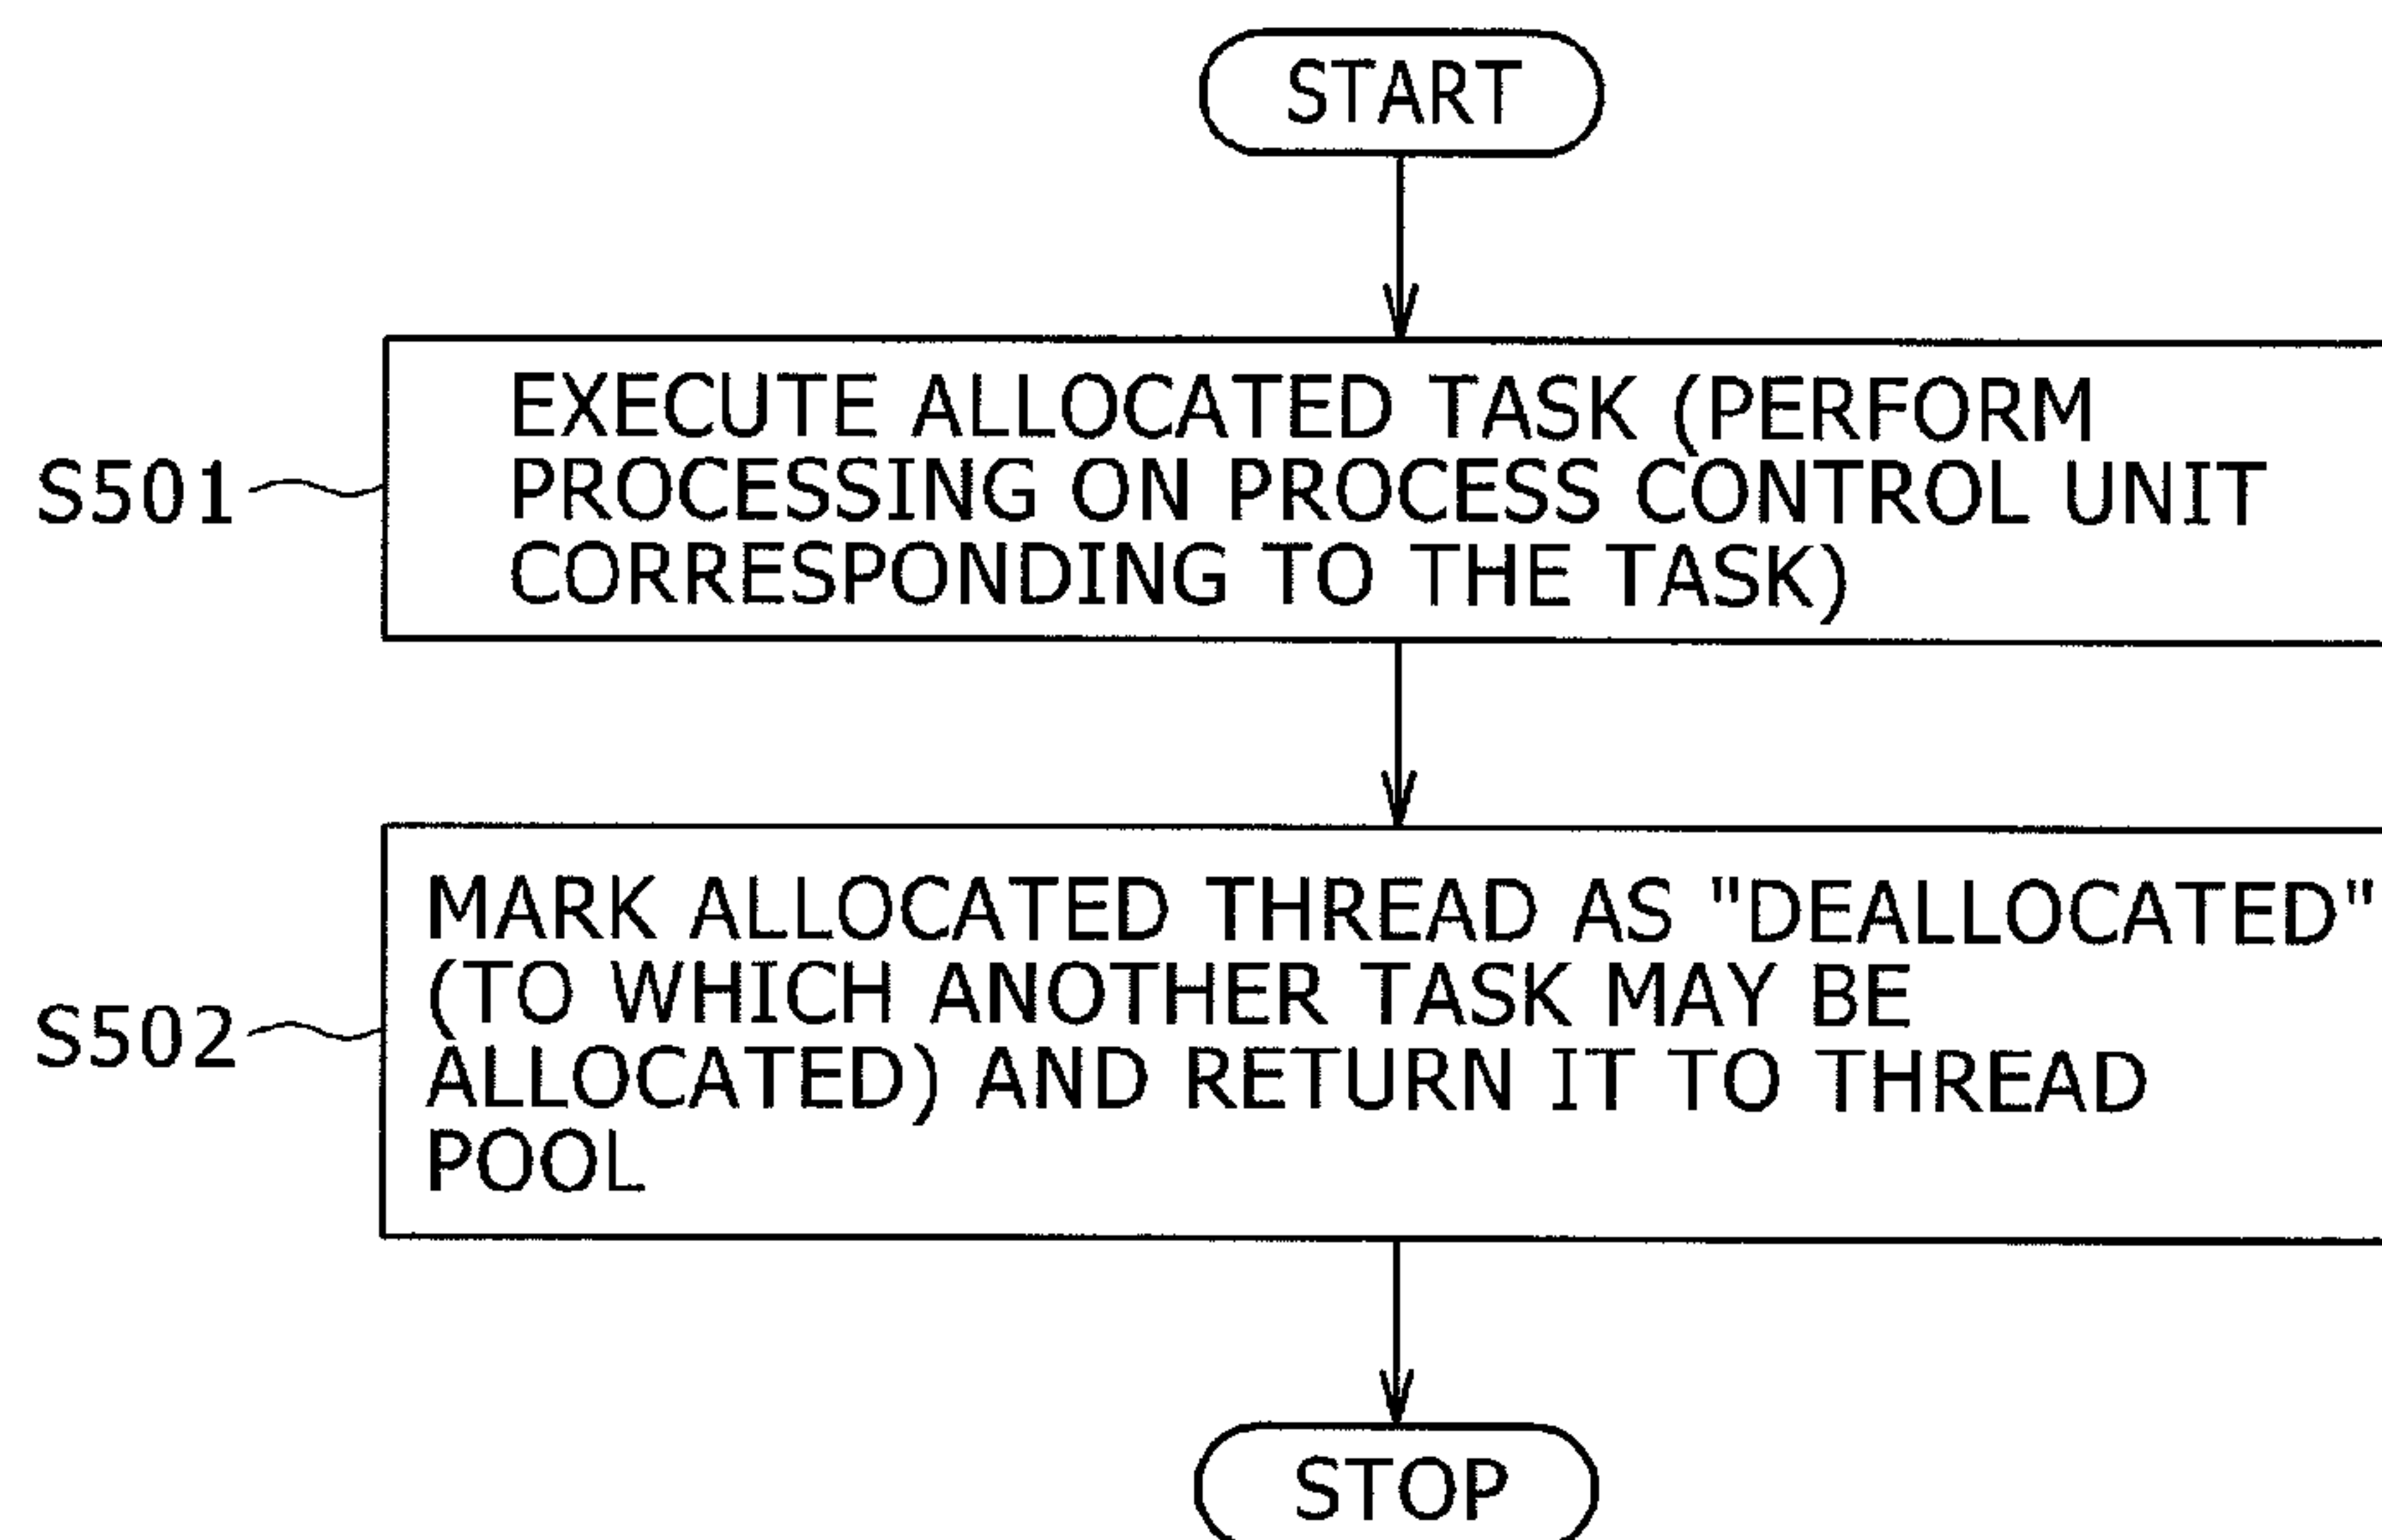 START
S501
EXECUTE ALLOCATED TASK (PERFORM
PROCESSING ON PROCESS CONTROL UNIT
CORRESPONDING TO THE TASK)
S502
MARK ALLOCATED THREAD AS "DEALLOCATED"
(TO WHICH ANOTHER TASK MAY BE
ALLOCATED) AND RETURN IT TO THREAD
POOL
STOP